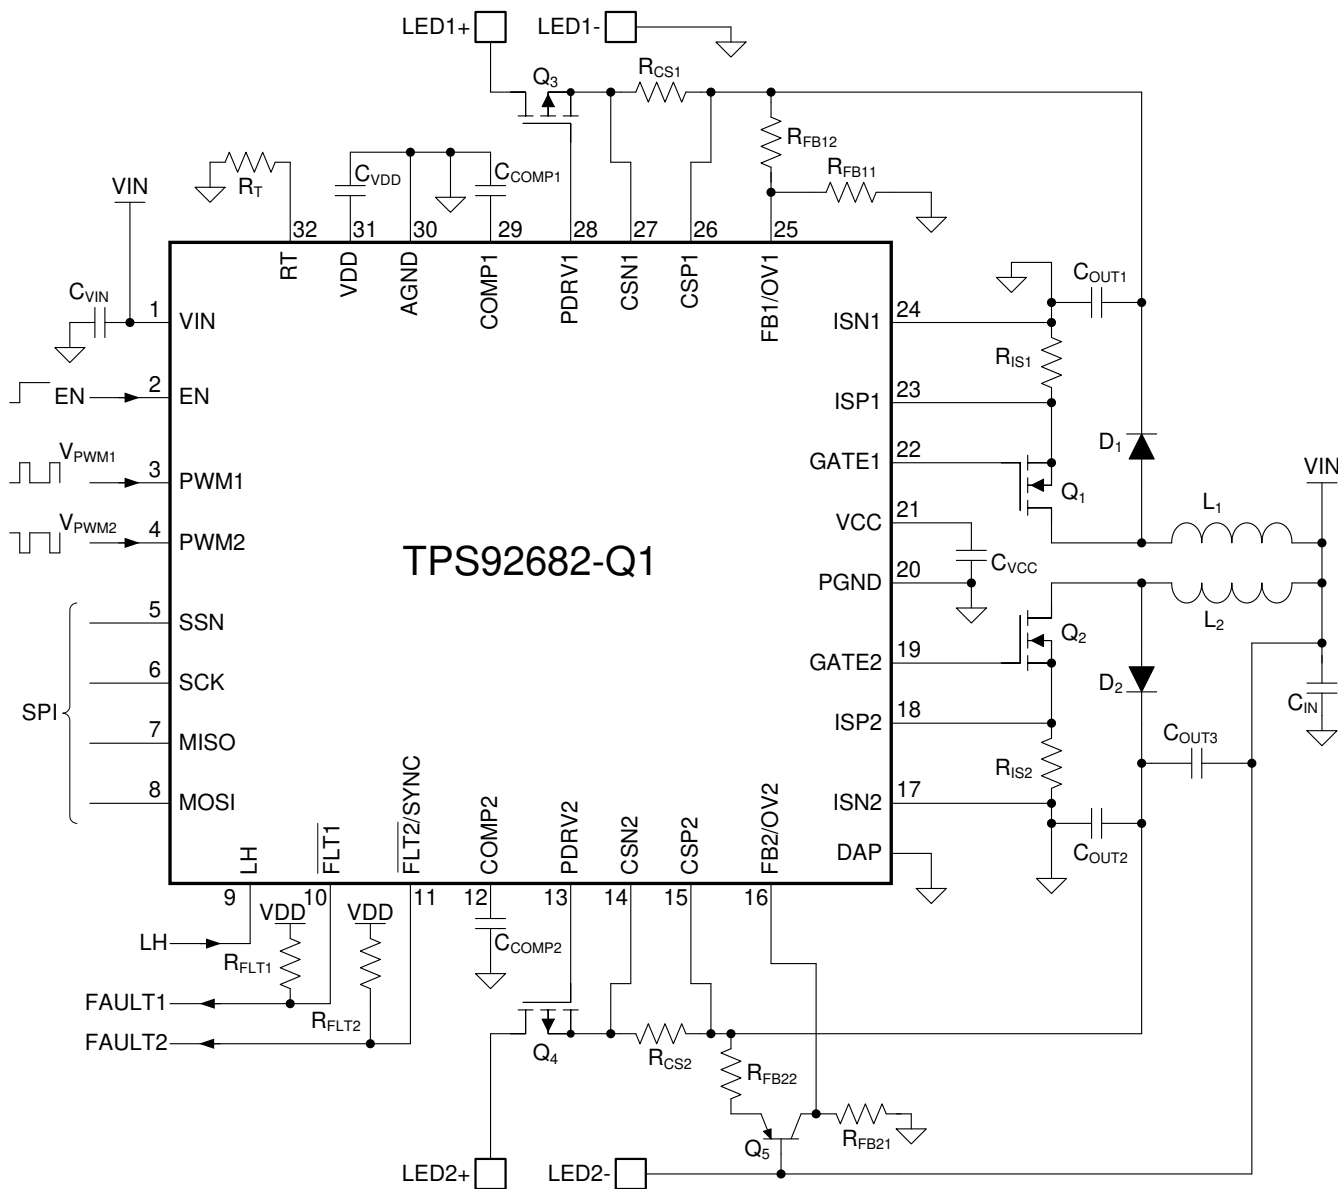 LED1+ LED1-
Q3 RCS1
RFB12
RFB11
VIN
RT
CVDD
CCOMP1
32 31 30 29 28 27 26 25
RT VDD AGND COMP1 PDRV1 CSN1 CSP1 FB1/OV1
CVIN
1 VIN
EN 2 EN
VPWM1 3 PWM1
VPWM2 4 PWM2
SPI
5 SSN
6 SCK
7 MISO
8 MOSI
TPS92682-Q1
ISN1 24
ISP1 23
GATE1 22
VCC 21
PGND 20
GATE2 19
ISP2 18
ISN2 17
DAP
COUT1
RIS1
D1
Q1
L1
VIN
CVCC
L2
Q2
D2
CIN
COUT3
RIS2
COUT2
LH FLT1 FLT2/SYNC COMP2 PDRV2 CSN2 CSP2 FB2/OV2
9 10 11 12 13 14 15 16
VDD VDD
LH
RFLT1
CCOMP2
FAULT1
RFLT2
FAULT2
Q4 RCS2
RFB22
Q5 RFB21
LED2+ LED2-